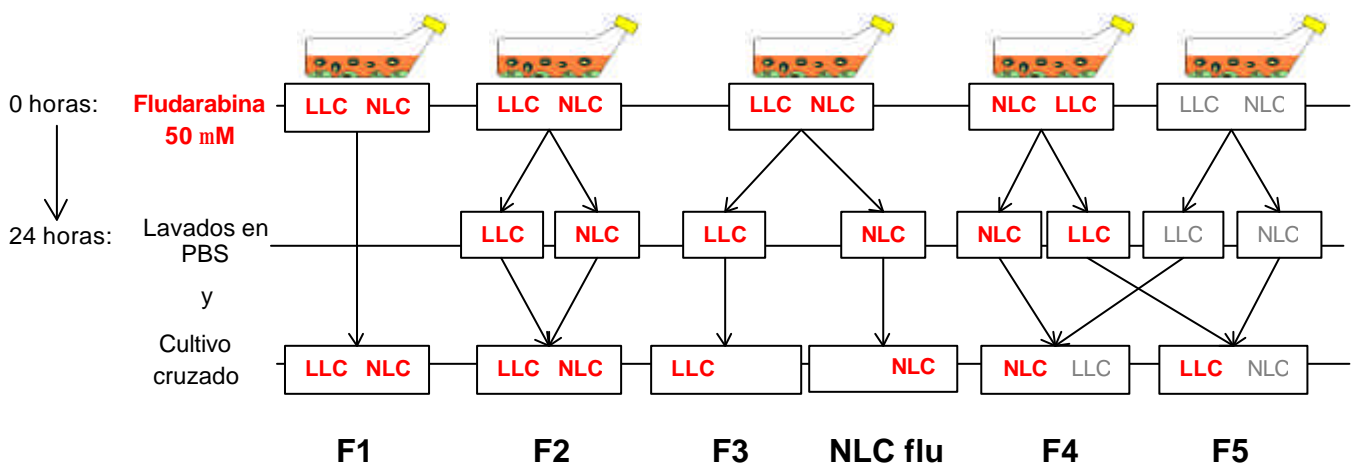 0 horas: Fludarabina LLC NLC LLC NLC LLC NLC NLC LLC LLC NLC
50 mM
24 horas: Lavados en LLC NLC LLC NLC NLC LLC LLC NLC
PBS
y
Cultivo LLC NLC LLC NLC LLC NLC NLC LLC LLC NLC
cruzado
F1 F2 F3 NLC flu F4 F5